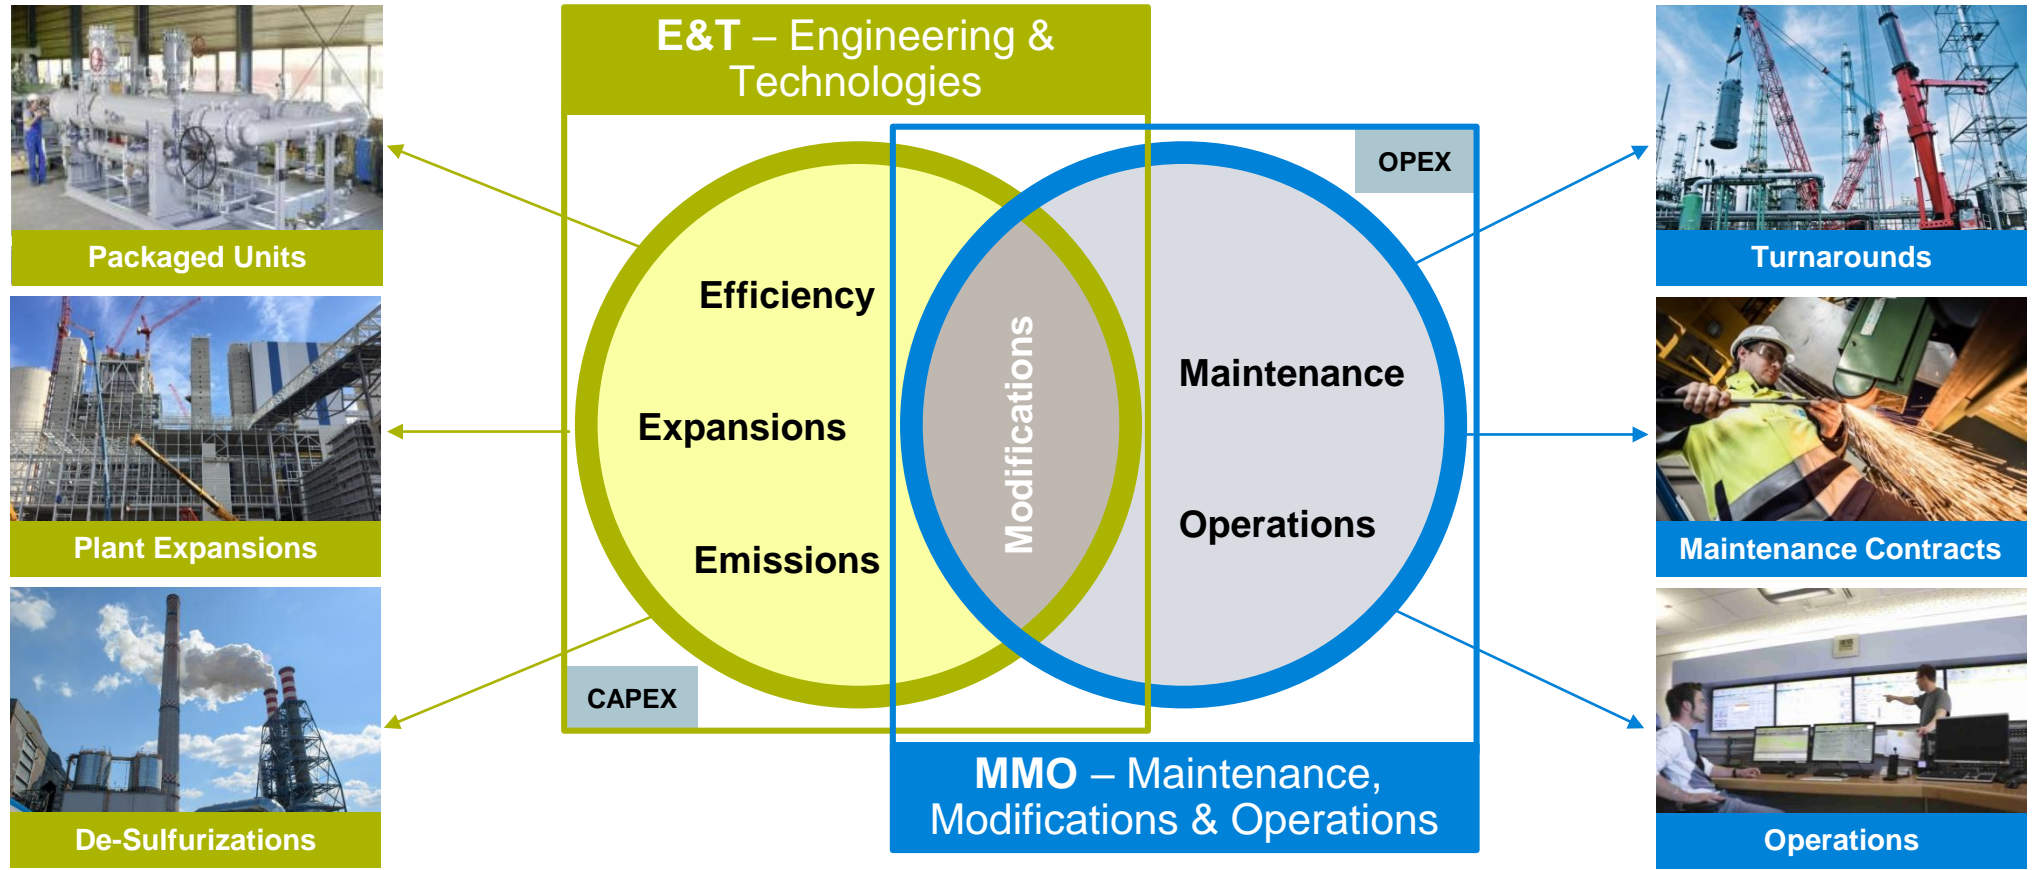 E&T – Engineering &
Technologies
OPEX
Packaged Units
Turnarounds
Efficiency
Modifications
Maintenance
Expansions
Operations
Plant Expansions
Maintenance Contracts
Emissions
CAPEX
MMO – Maintenance,
Modifications & Operations
De-Sulfurizations
Operations